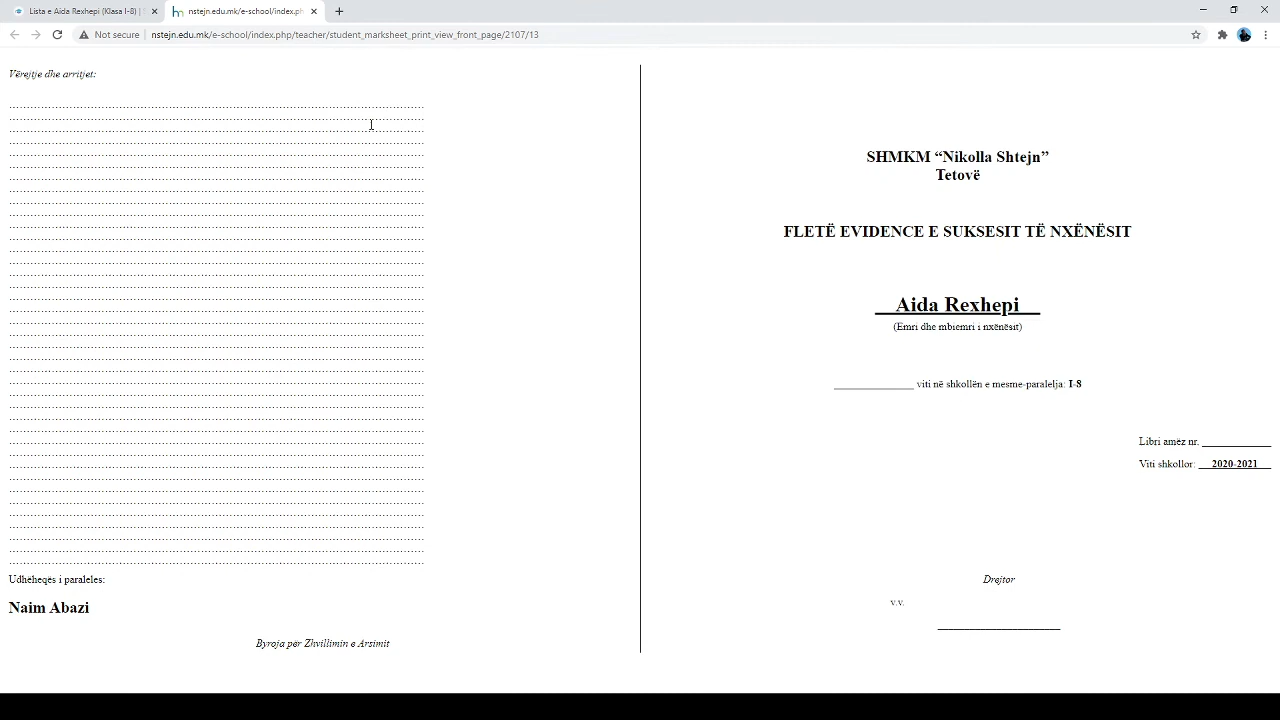 Lista e Aida Rexhepi (Klasa I-8) | S
nstejn.edu.mk/e-school/index.ph
Not secure
nstejn.edu.mk/e-school/index.php/teacher/student_marksheet_print_view_front_page/2107/13
Vërejtje dhe arritjet:
Udhëheqës i paraleles:
Naim Abazi
Byroja për Zhvillimin e Arsimit
SHMKM “Nikolla Shtejn”
Tetovë
FLETË EVIDENCE E SUKSESIT TË NXËNËSIT
Aida Rexhepi
(Emri dhe mbiemri i nxënësit)
________________ viti në shkollën e mesme-paralelja: I-8
Libri amëz nr. ______________
Viti shkollor: 2020-2021
Drejtor
v.v.